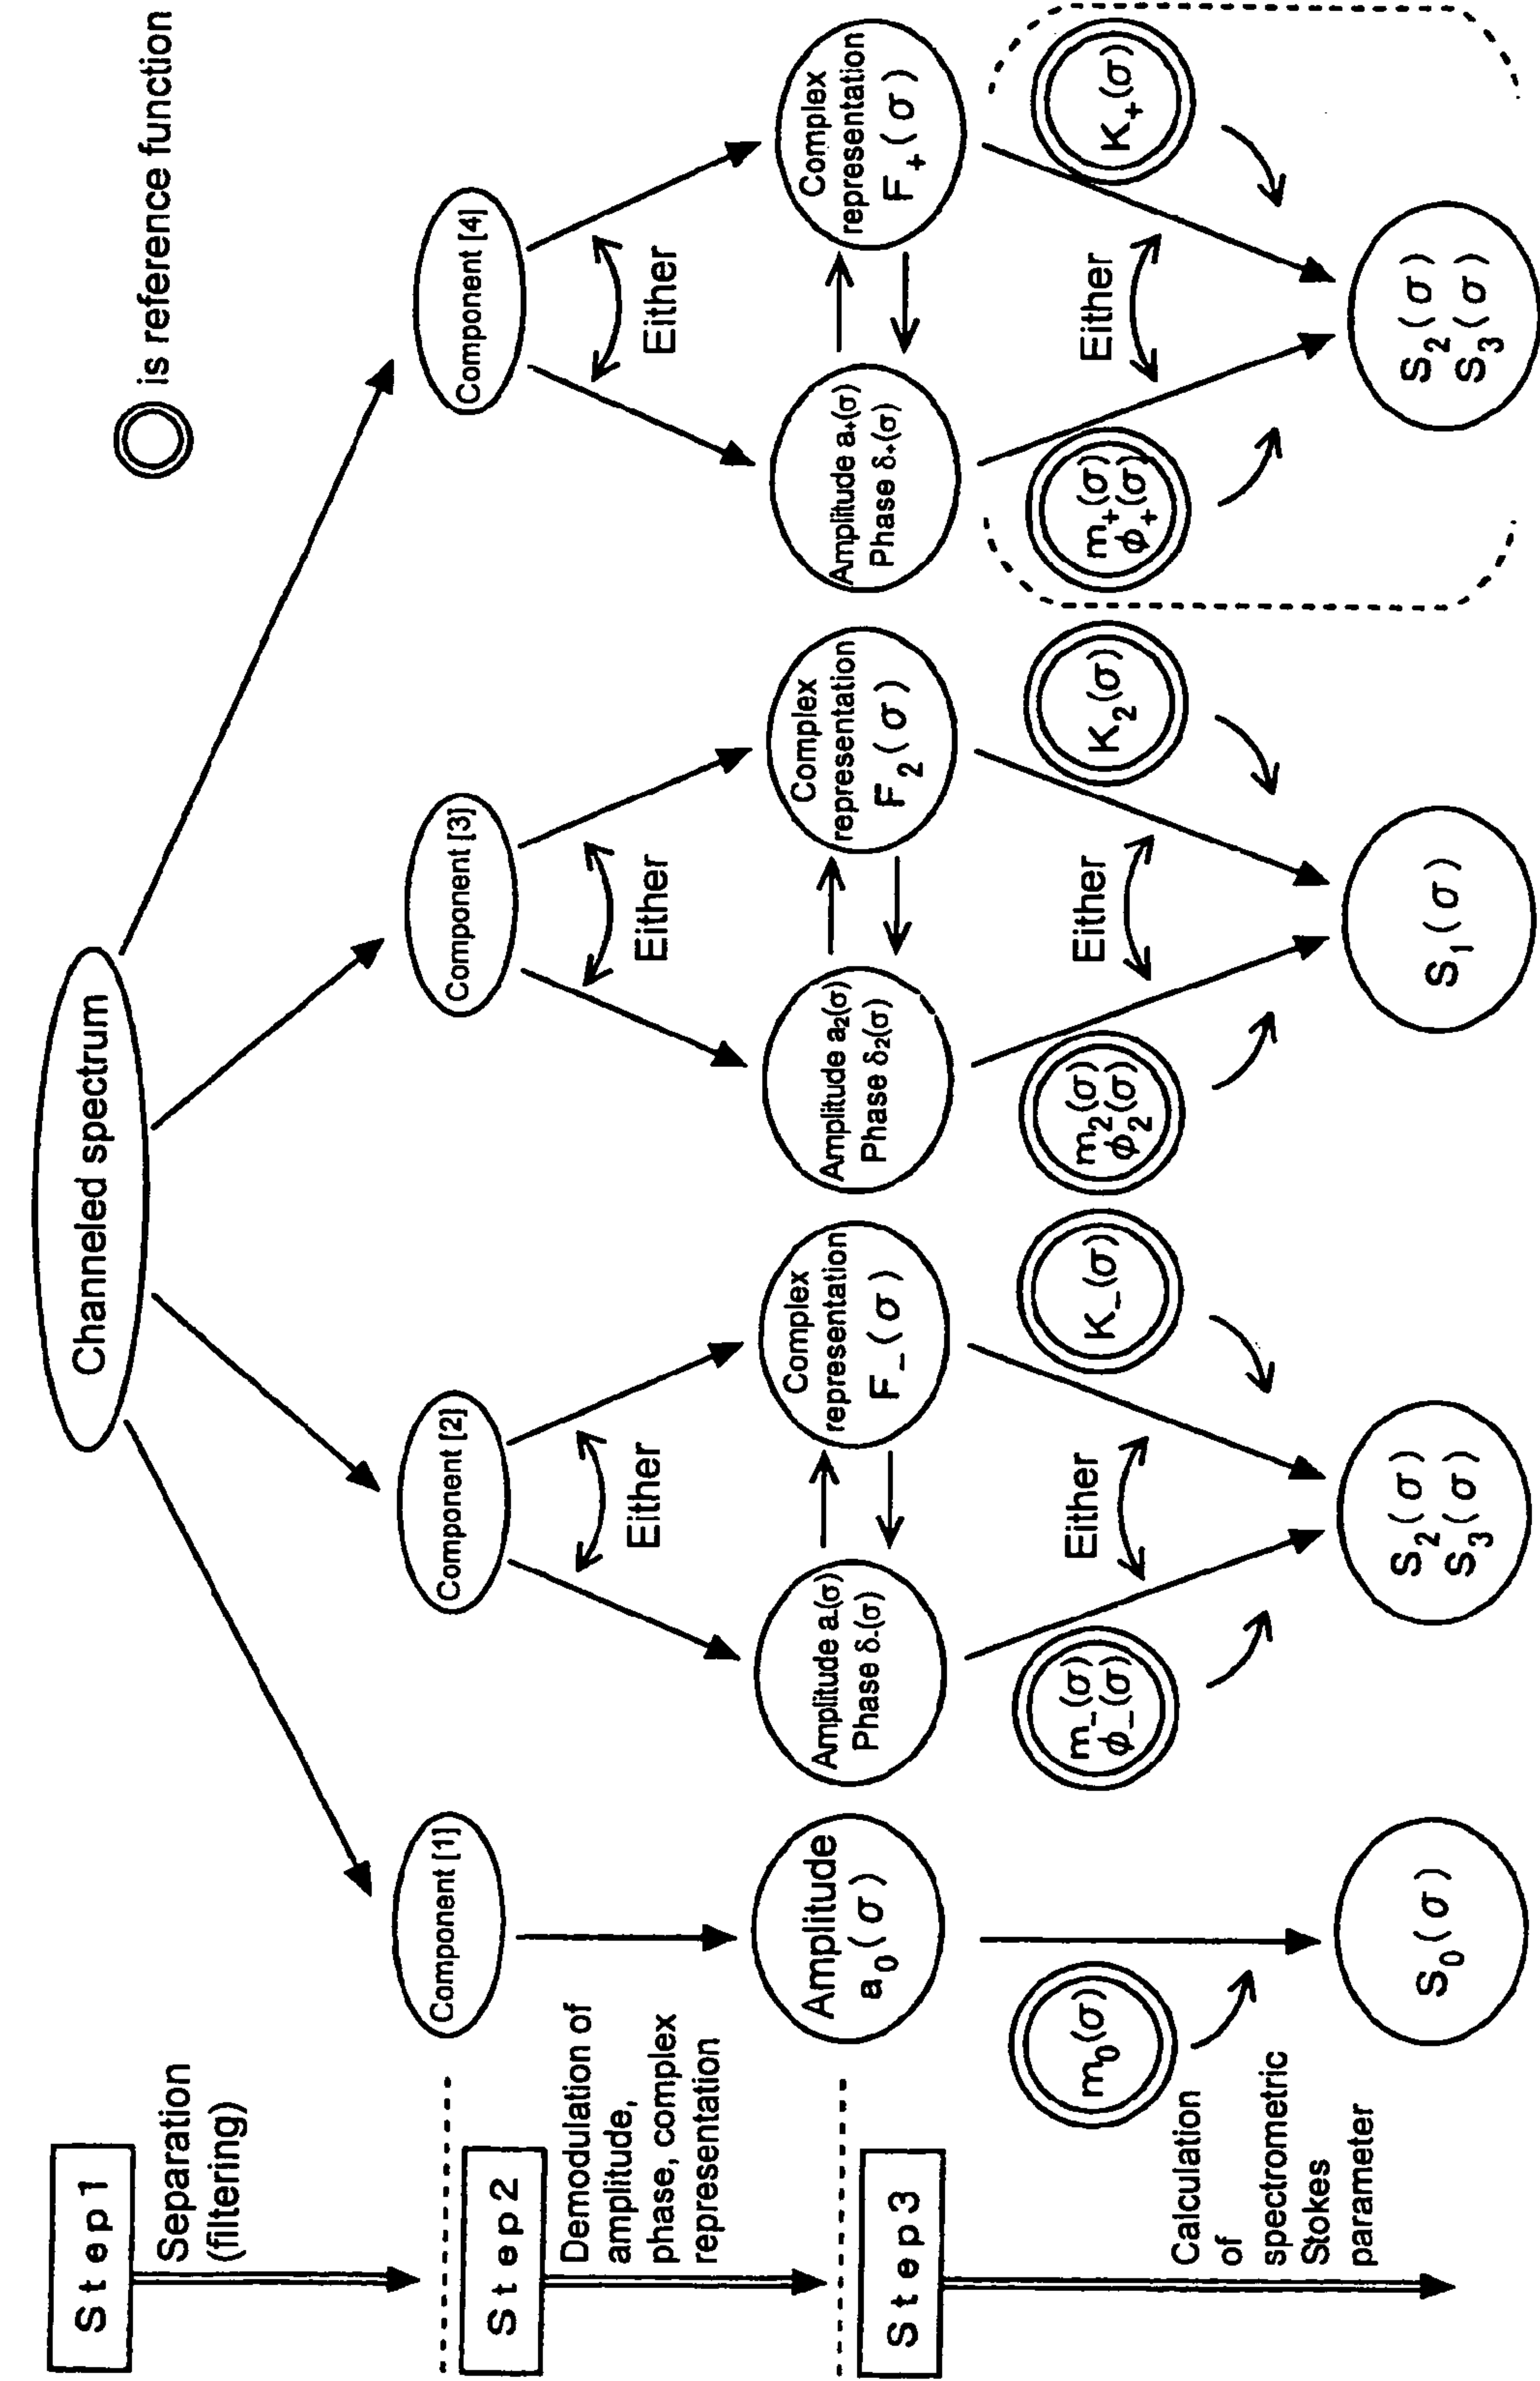 is reference function
Channeled spectrum
Step1
Separation
(filtering)
Component [1]
Component [2]
Component [3]
Component [4]
Either
Either
Either
Step2
Demodulation of
amplitude,
phase, complex
representation
Amplitude
a₀(σ)
Amplitude a₋(σ)
Phase δ₋(σ)
Complex
representation
F₋(σ)
Amplitude a₂(σ)
Phase δ₂(σ)
Complex
representation
F₂(σ)
Amplitude a₊(σ)
Phase δ₊(σ)
Complex
representation
F₊(σ)
Step3
Calculation
of
spectrometric
Stokes
parameter
m₀(σ)
m₋(σ)
ϕ₋(σ)
Either
K₋(σ)
m₂(σ)
ϕ₂(σ)
Either
K₂(σ)
m₊(σ)
ϕ₊(σ)
Either
K₊(σ)
S₀(σ)
S₂(σ)
S₃(σ)
S₁(σ)
S₂(σ)
S₃(σ)